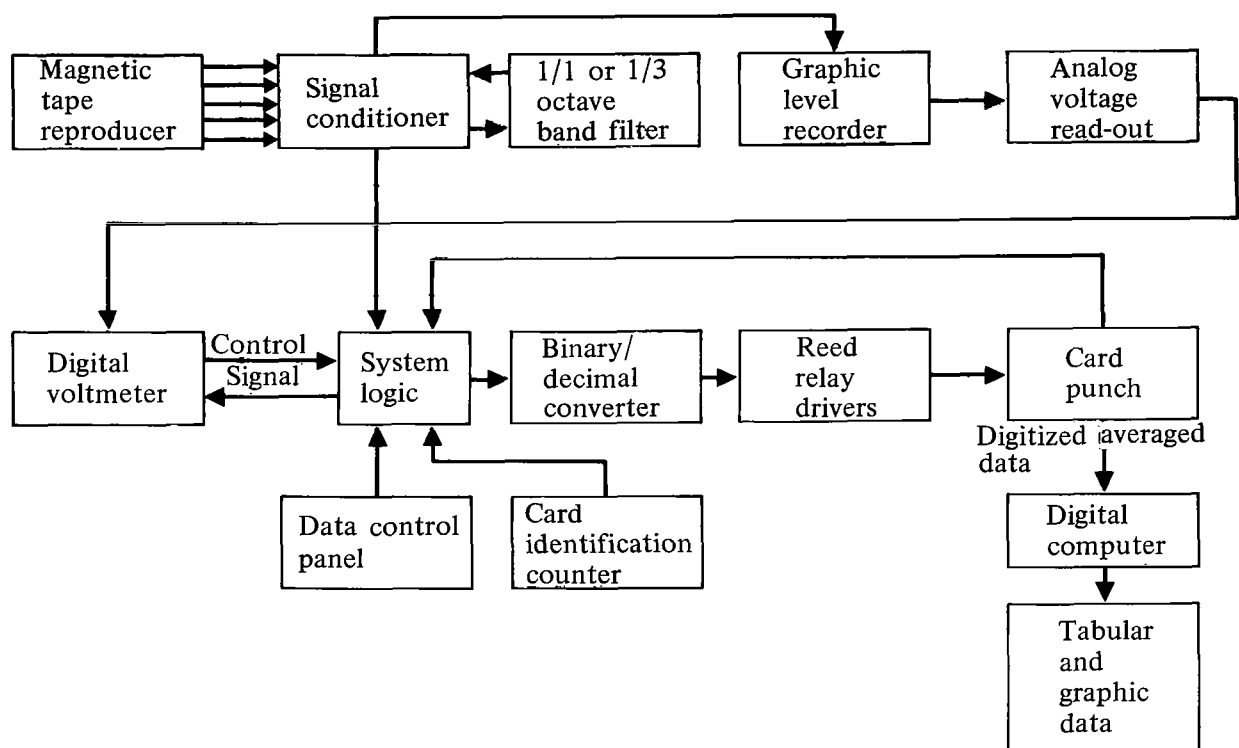 Magnetic
tape
reproducer
Signal
conditioner
1/1 or 1/3
octave
band filter
Graphic
level
recorder
Analog
voltage
read-out
Digital
voltmeter
Control
Signal
System
logic
Binary/
decimal
converter
Reed
relay
drivers
Card
punch
Digitized averaged
data
Data control
panel
Card
identification
counter
Digital
computer
Tabular
and
graphic
data